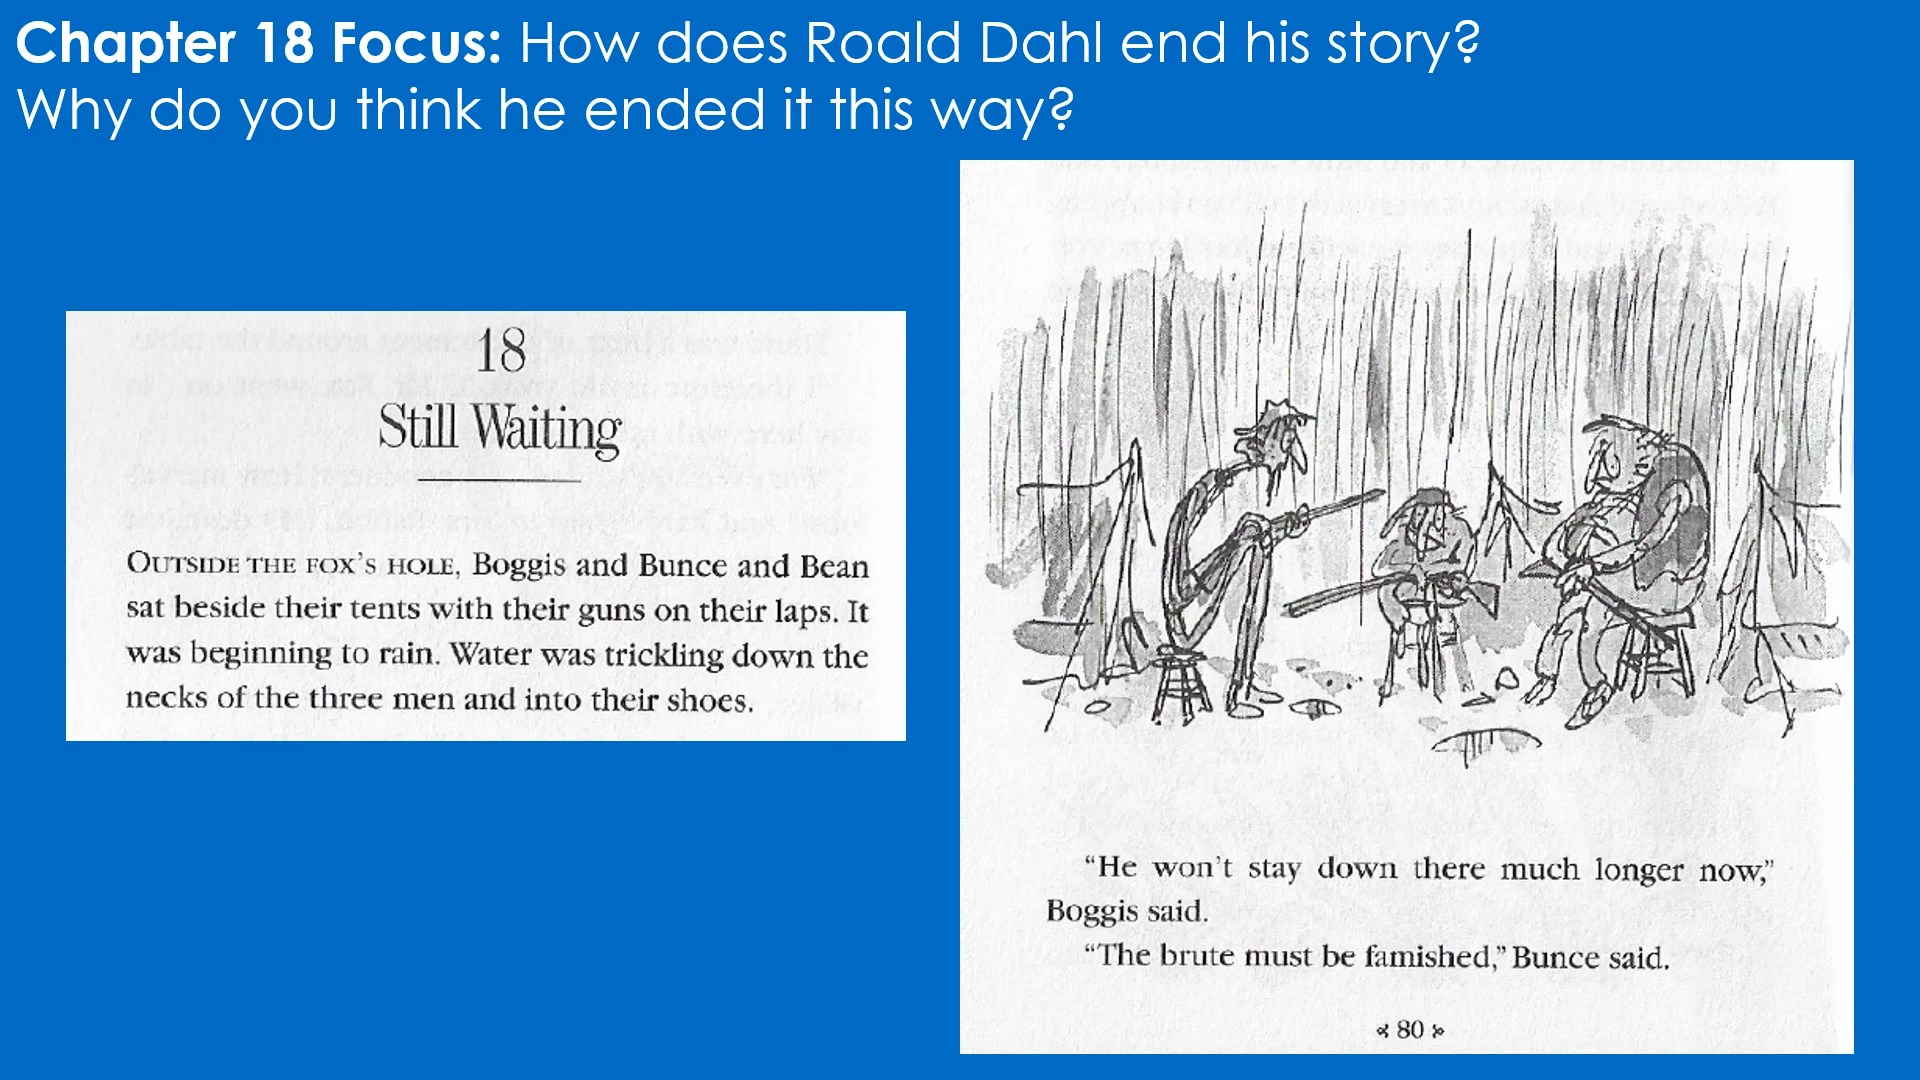 Chapter 18 Focus: How does Roald Dahl end his story?
Why do you think he ended it this way?
18
Still Waiting
OUTSIDE THE FOX'S HOLE, Boggis and Bunce and Bean
sat beside their tents with their guns on their laps. It
was beginning to rain. Water was trickling down the
necks of the three men and into their shoes.
“He won't stay down there much longer now,”
Boggis said.
“The brute must be famished,” Bunce said.
80